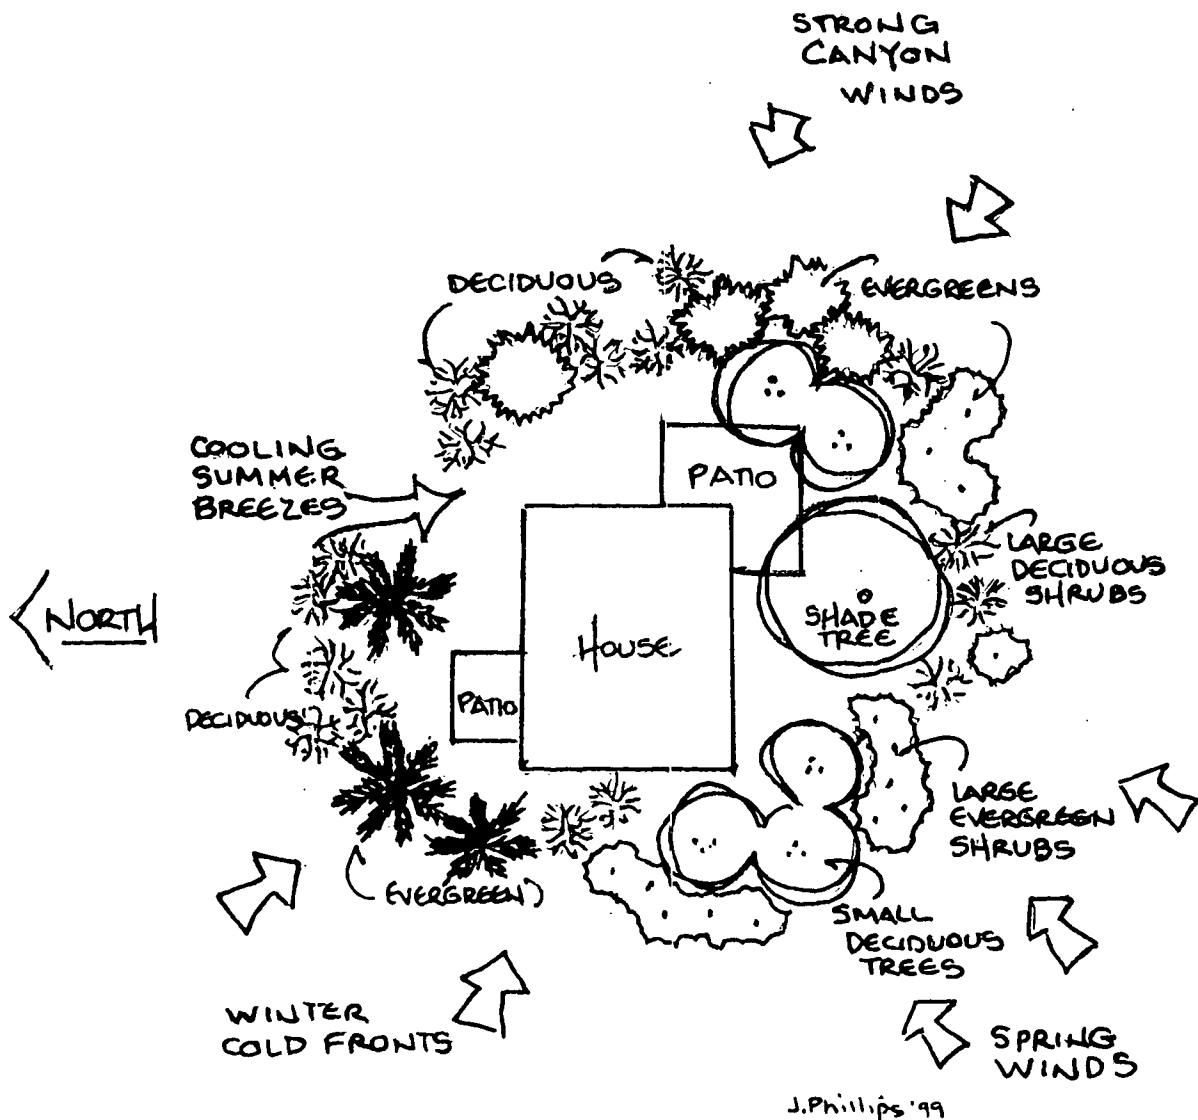 STRONG
CANYON
WINDS
DECIDUOUS
EVERGREENS
COOLING
SUMMER
BREEZES
PATIO
LARGE
DECIDUOUS
SHRUBS
NORTH
SHADE
TREE
HOUSE
PATIO
DECIDUOUS
LARGE
EVERGREEN
SHRUBS
EVERGREEN
SMALL
DECIDUOUS
TREES
WINTER
COLD FRONTS
SPRING
WINDS
J. Phillips '99